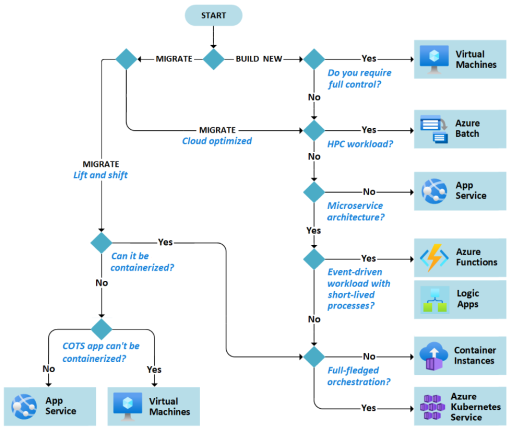 START
MIGRATE
BUILD NEW
Yes
Virtual
Machines
Do you require
full control?
No
MIGRATE
Cloud optimized
Yes
HPC workload?
Azure
Batch
No
MIGRATE
Lift and shift
No
Microservice
architecture?
App
Service
Yes
Yes
Can it be
containerized?
Yes
Event-driven
workload with
short-lived
processes?
Azure
Functions
Logic
Apps
No
No
COTS app can't be
containerized?
No
Full-fledged
orchestration?
Container
Instances
No
Yes
App
Service
Virtual
Machines
Yes
Azure
Kubernetes
Service